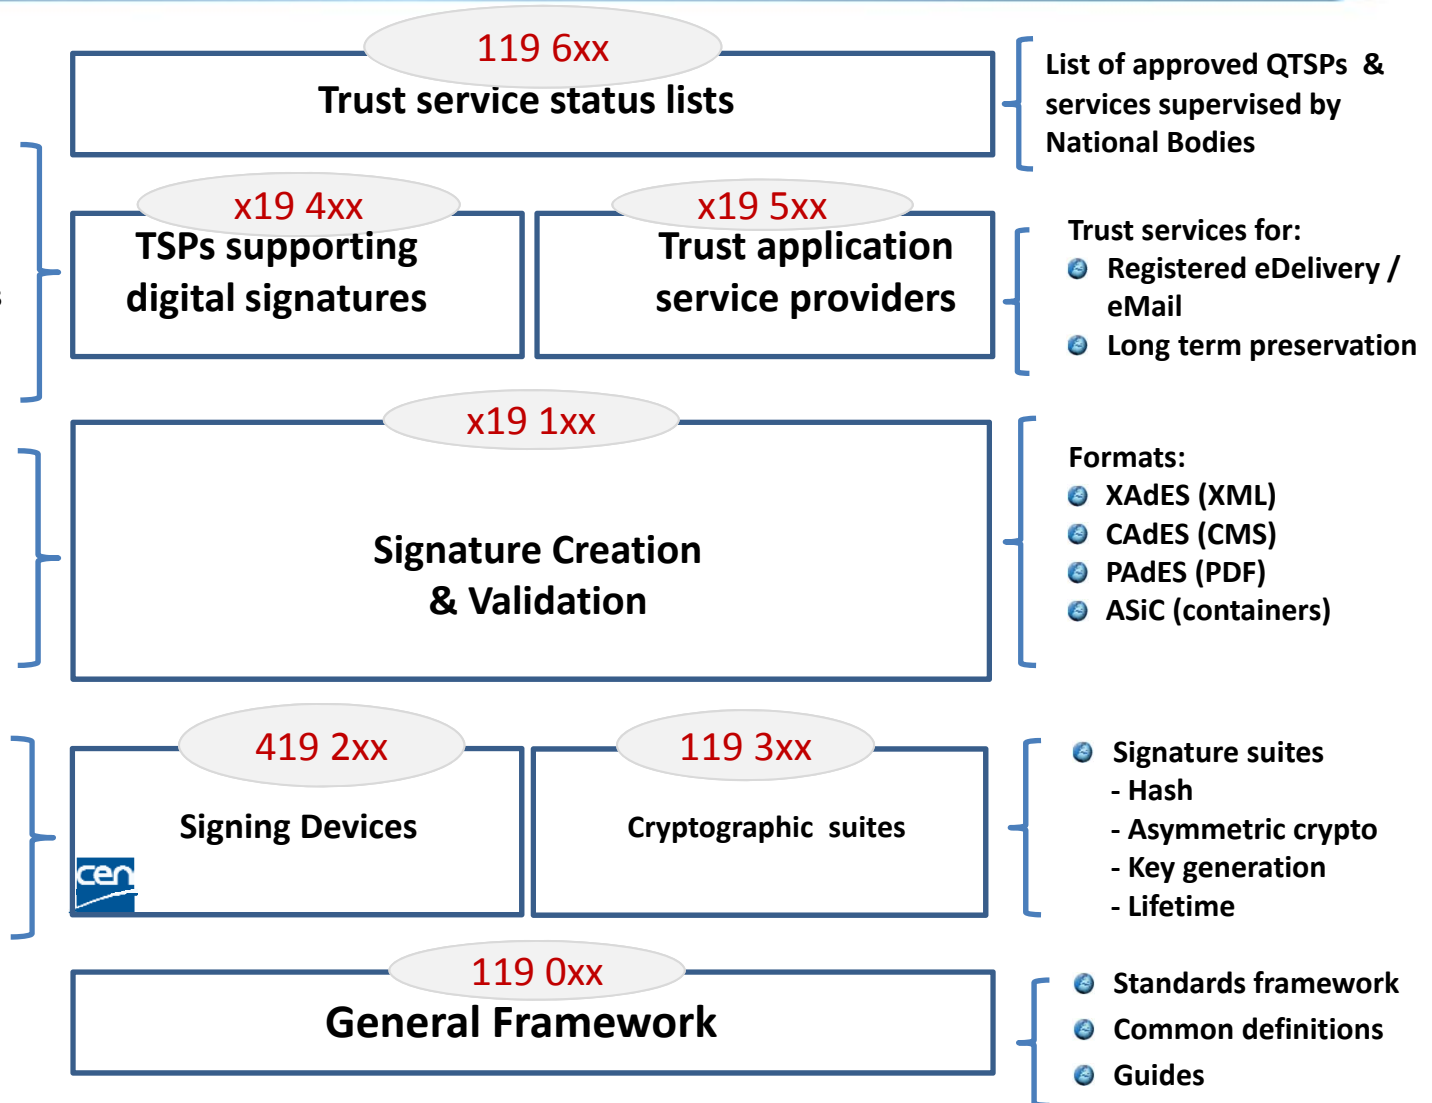 119 6xx
Trust service status lists
List of approved QTSPs &
services supervised by
National Bodies
x19 4xx
TSPs supporting
digital signatures
x19 5xx
Trust application
service providers
Trust services for:
Registered eDelivery /
eMail
Long term preservation
s
x19 1xx
Signature Creation
& Validation
Formats:
XAdES (XML)
CAdES (CMS)
PAdES (PDF)
ASiC (containers)
419 2xx
Signing Devices
cen
119 3xx
Cryptographic suites
Signature suites
- Hash
- Asymmetric crypto
- Key generation
- Lifetime
119 0xx
General Framework
Standards framework
Common definitions
Guides